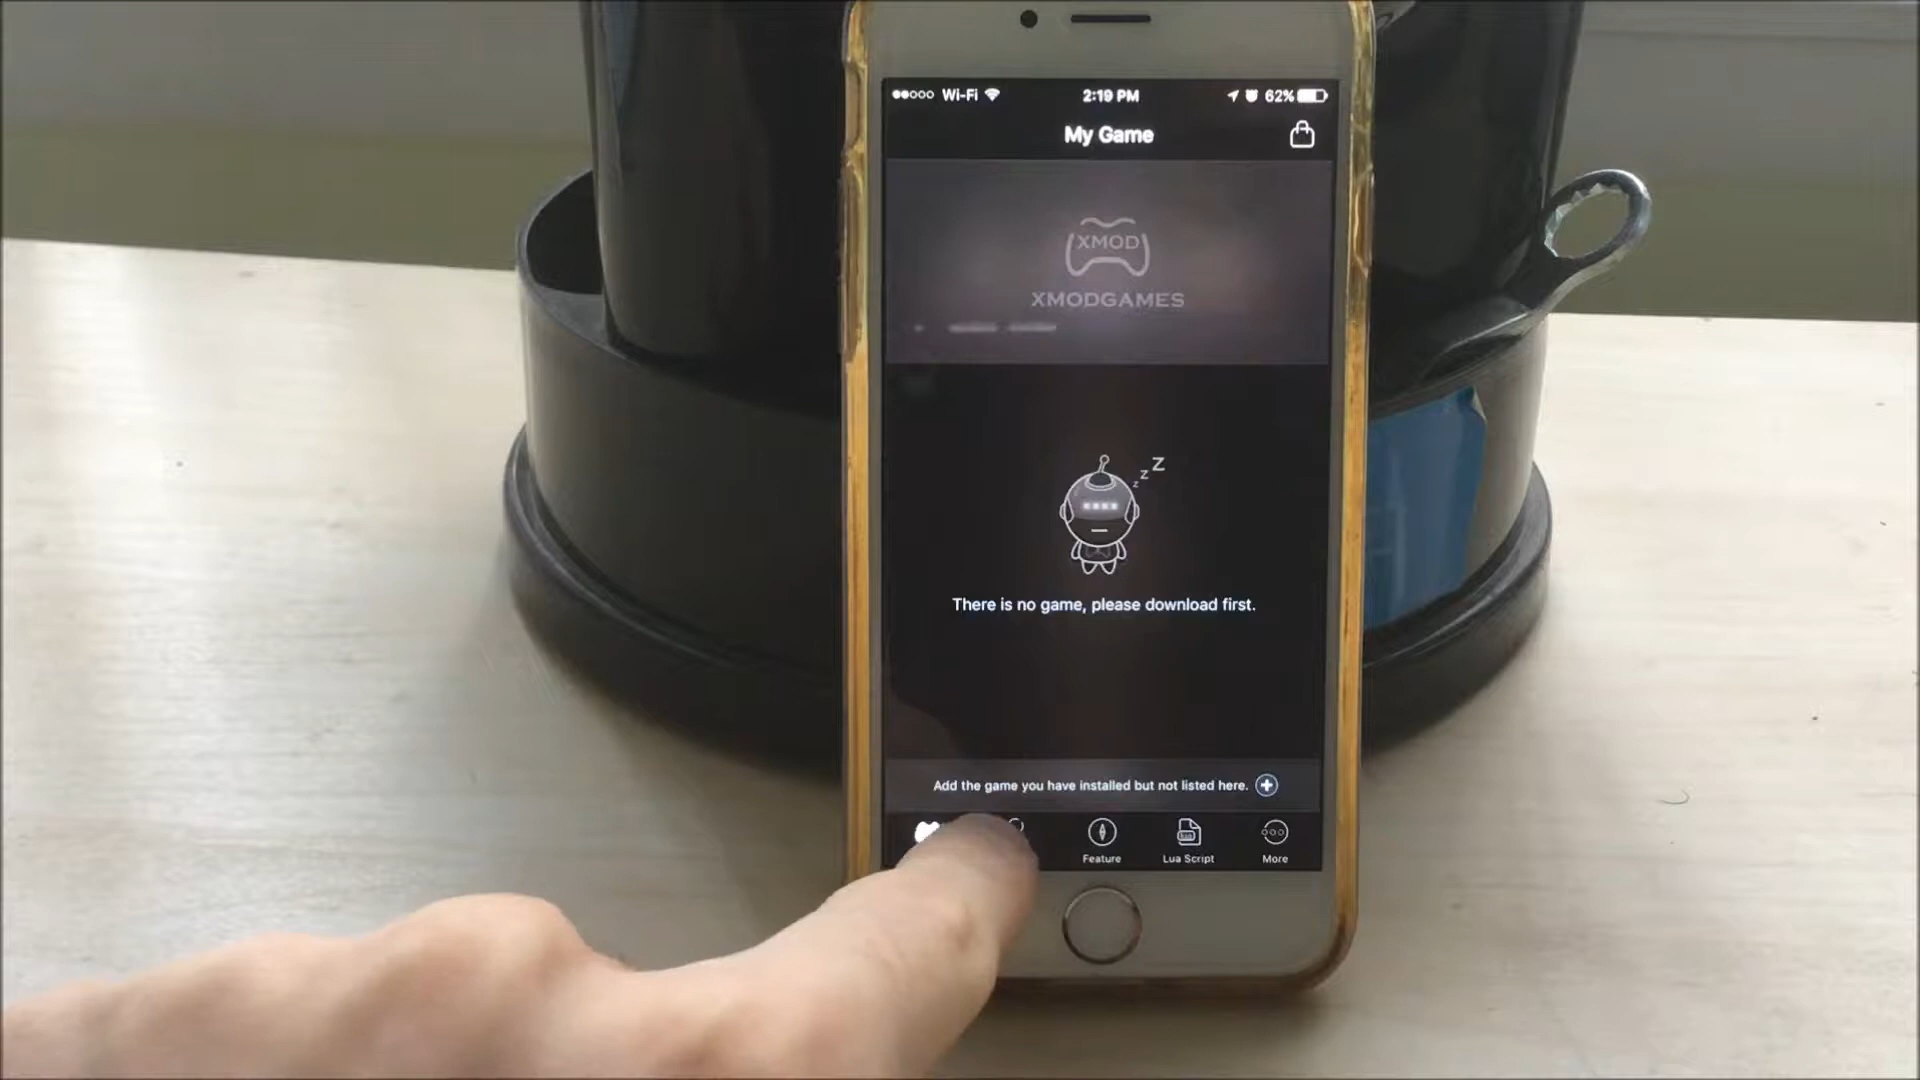 Wi-Fi 2:19 PM 62%
My Game
XMOD
XMODGAMES
z z Z
There is no game, please download first.
Add the game you have installed but not listed here.
Feature Lua Script More